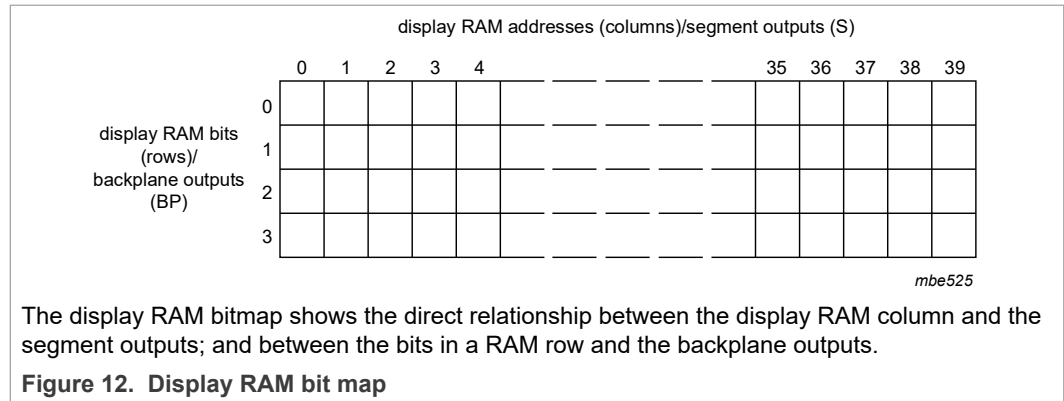 display RAM addresses (columns)/segment outputs (S)
0 1 2 3 4 35 36 37 38 39
0
display RAM bits
1
(rows)/
backplane outputs
2
(BP)
3
mbe525
The display RAM bitmap shows the direct relationship between the display RAM column and the
segment outputs; and between the bits in a RAM row and the backplane outputs.
Figure 12. Display RAM bit map